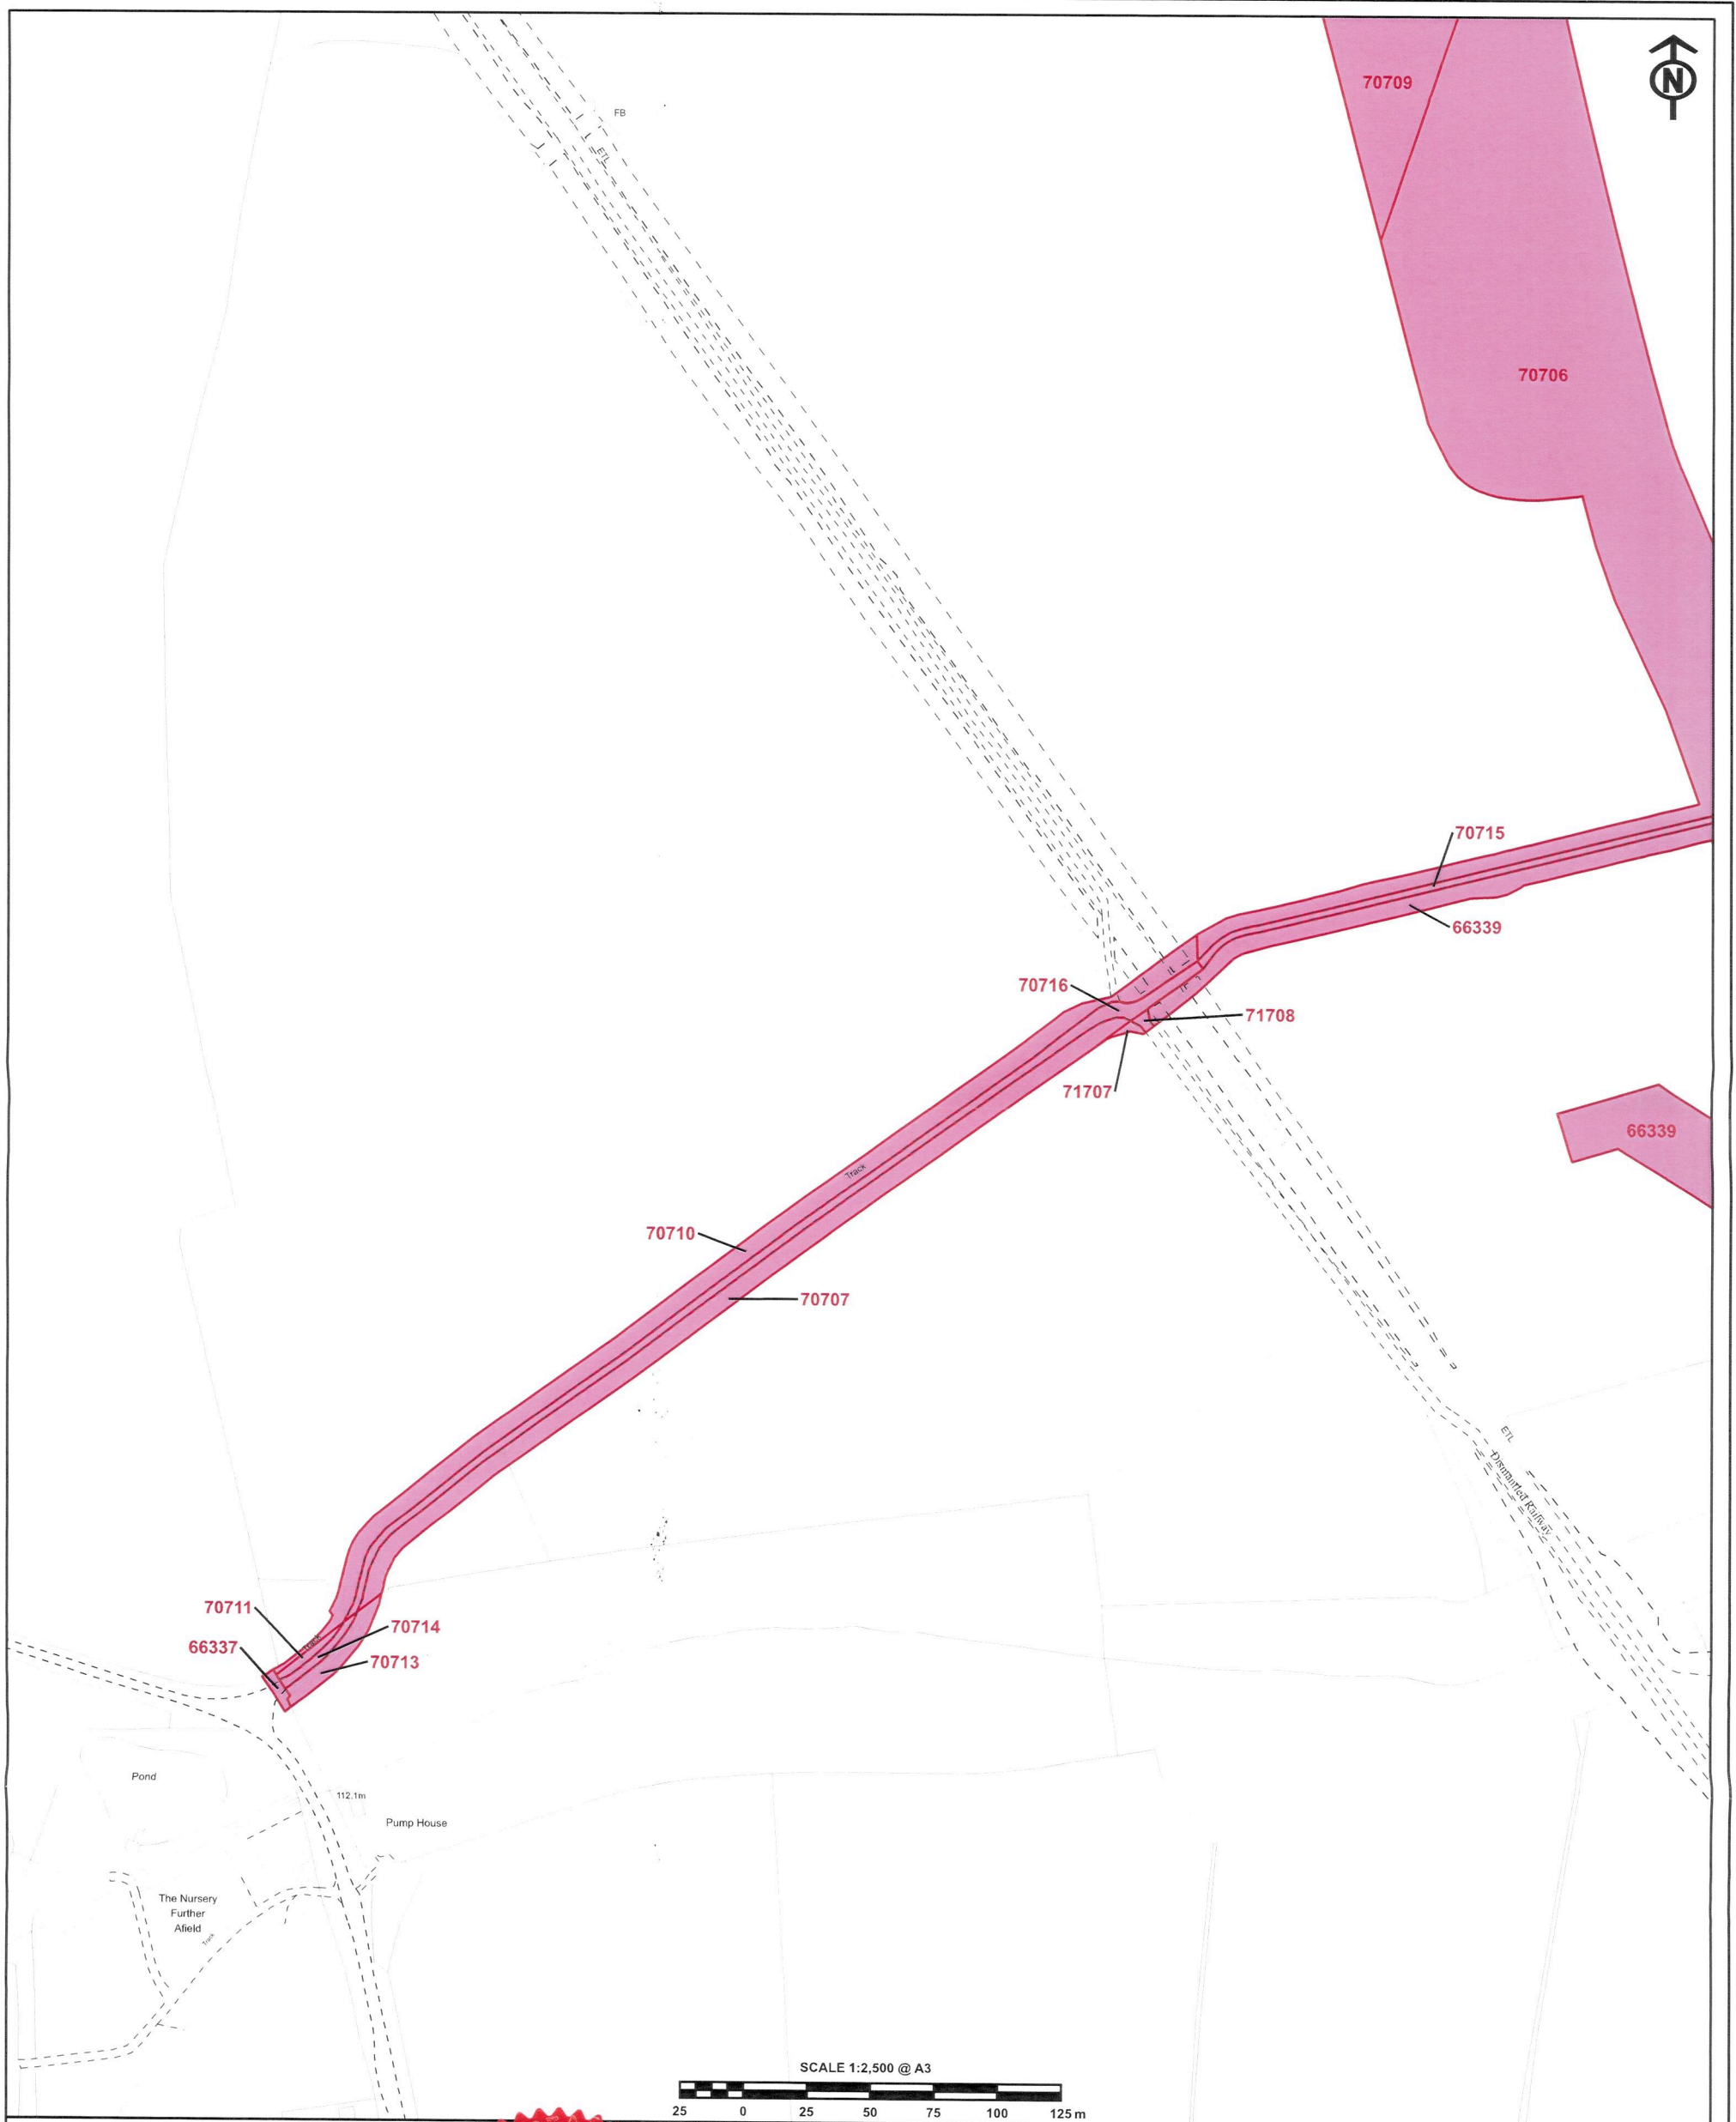 70709
N
FB
ETL
70706
70715
66339
70716
71708
71707
66339
Track
70710
70707
ETL
Dismantled Railway
70711
70714
Track
66337
70713
Pond
112.1m
Pump House
The Nursery
Further
Afield
Track
SCALE 1:2,500 @ A3
25 0 25 50 75 100 125 m